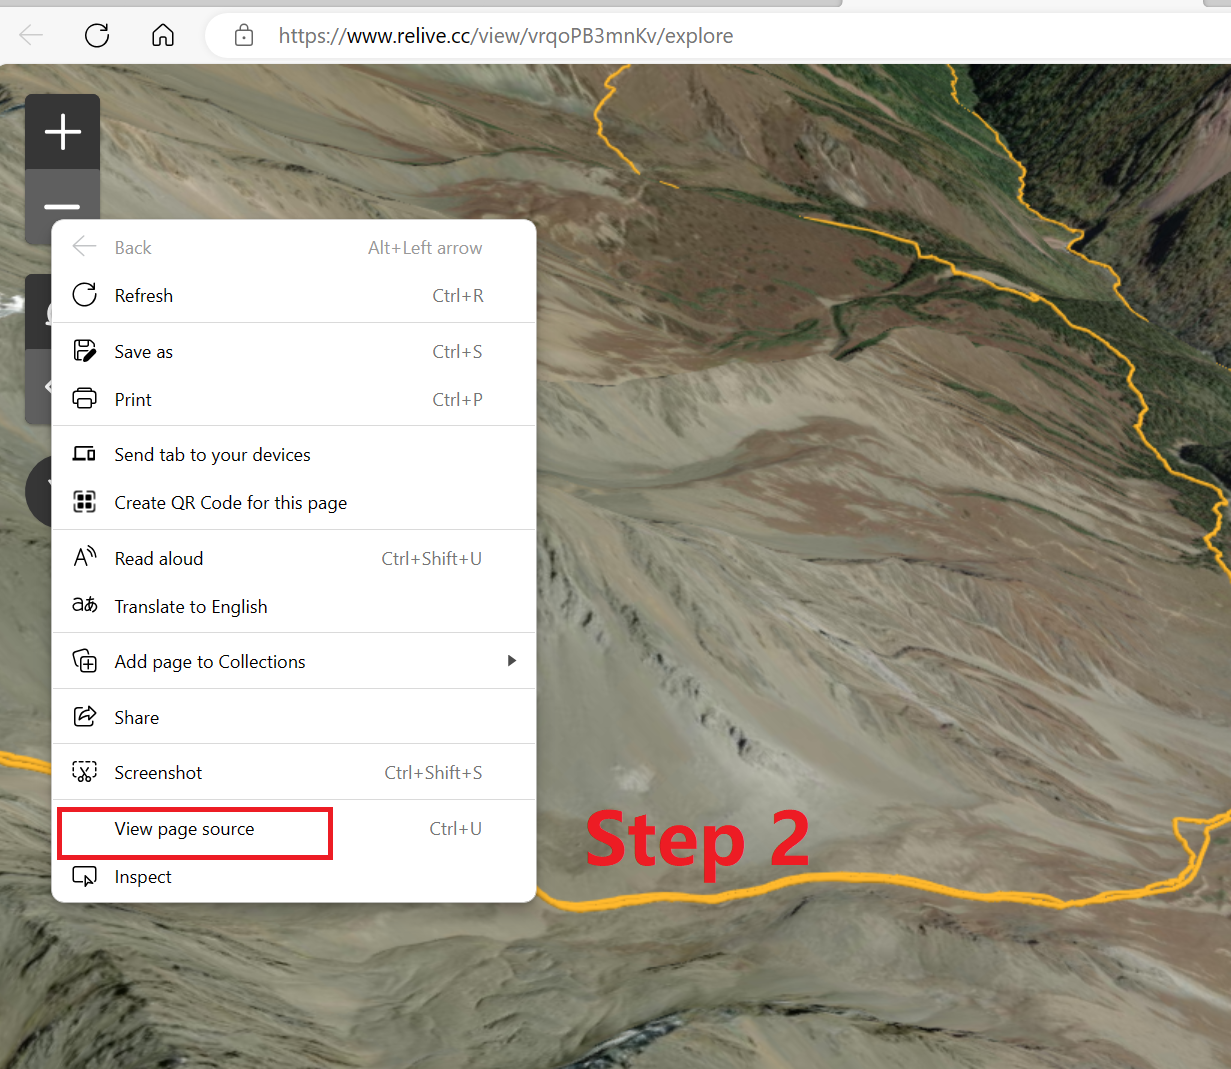 https://www.relive.cc/view/vrqoPB3mnKv/explore
Back Alt+Left arrow
Refresh Ctrl+R
Save as Ctrl+S
Print Ctrl+P
Send tab to your devices
Create QR Code for this page
Read aloud Ctrl+Shift+U
Translate to English
Add page to Collections
Share
Screenshot Ctrl+Shift+S
View page source Ctrl+U
Inspect
Step 2